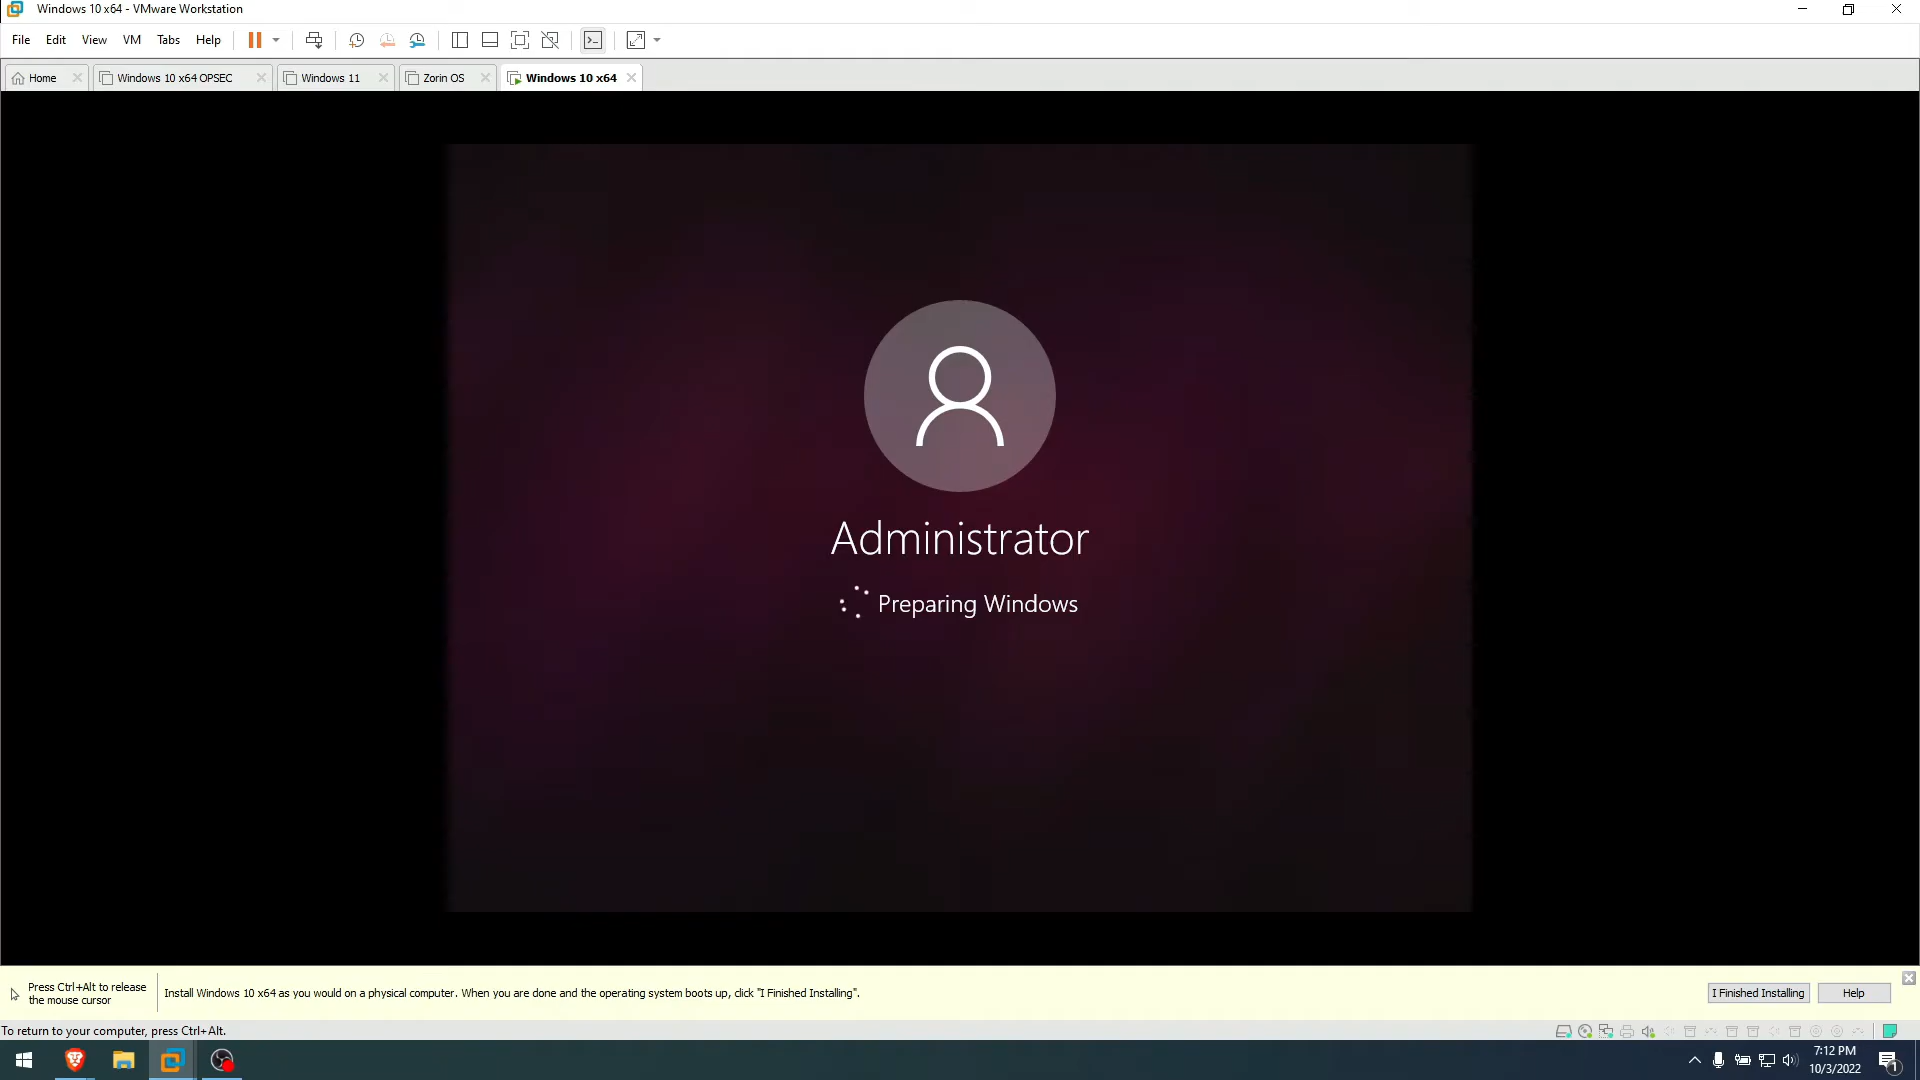 Windows 10 x64 - VMware Workstation
File Edit View VM Tabs Help
Home Windows 10 x64 OPSEC Windows 11 Zorin OS Windows 10 x64
Administrator
Preparing Windows
Press Ctrl+Alt to release
the mouse cursor
Install Windows 10 x64 as you would on a physical computer. When you are done and the operating system boots up, click "I Finished Installing".
I Finished Installing Help
To return to your computer, press Ctrl+Alt.
7:12 PM
10/3/2022
1